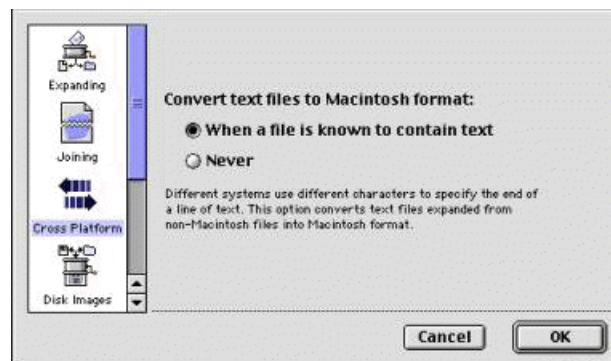 Expanding
Joining
Cross Platform
Disk Images
Convert text files to Macintosh format:
When a file is known to contain text
Never
Different systems use different characters to specify the end of
a line of text. This option converts text files expanded from
non-Macintosh files into Macintosh format.
Cancel
OK